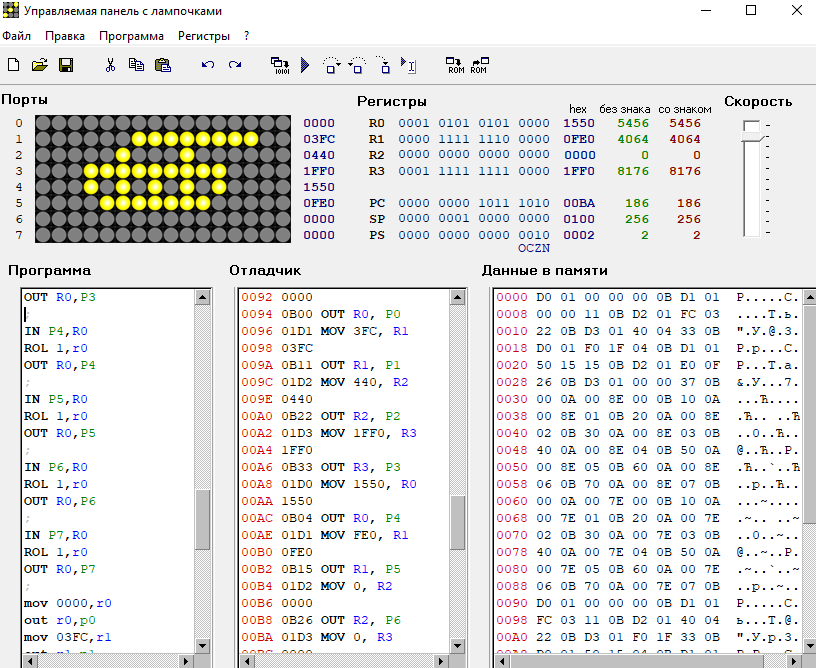 Управляемая панель с лампочками
Файл Правка Программа Регистры ?
Порты Регистры hex без знака со знаком Скорость
0 0000 R0 0001 0101 0101 0000 1550 5456 5456
1 03FC R1 0000 1111 1110 0000 0FE0 4064 4064
2 0440 R2 0000 0000 0000 0000 0000 0 0
3 1FF0 R3 0001 1111 1111 0000 1FF0 8176 8176
4 1550
5 0FE0 PC 0000 0000 1011 1010 00BA 186 186
6 0000 SP 0000 0001 0000 0000 0100 256 256
7 0000 PS 0000 0000 0000 0010 0002 2 2
OCZN
Программа
OUT R0,P3
;
IN P4,R0
ROL 1,r0
OUT R0,P4
;
IN P5,R0
ROL 1,r0
OUT R0,P5
;
IN P6,R0
ROL 1,r0
OUT R0,P6
;
IN P7,R0
ROL 1,r0
OUT R0,P7
;
mov 0000,r0
out r0,p0
mov 03FC,r1
Отладчик
0092 0000
0094 0B00 OUT R0, P0
0096 01D1 MOV 3FC, R1
0098 03FC
009A 0B11 OUT R1, P1
009C 01D2 MOV 440, R2
009E 0440
00A0 0B22 OUT R2, P2
00A2 01D3 MOV 1FF0, R3
00A4 1FF0
00A6 0B33 OUT R3, P3
00A8 01D0 MOV 1550, R0
00AA 1550
00AC 0B04 OUT R0, P4
00AE 01D1 MOV FE0, R1
00B0 0FE0
00B2 0B15 OUT R1, P5
00B4 01D2 MOV 0, R2
00B6 0000
00B8 0B26 OUT R2, P6
00BA 01D3 MOV 0, R3
Данные в памяти
0000 D0 01 00 00 00 0B D1 01 Р.....С.
0008 00 00 11 0B D2 01 FC 03 ....Т.ь.
0010 22 0B D3 01 40 04 33 0B ".У.@.3.
0018 D0 01 F0 1F 04 0B D1 01 Р.р...С.
0020 50 15 15 0B D2 01 E0 0F P...Т.а.
0028 26 0B D3 01 00 00 37 0B &.У...7.
0030 00 0A 00 8E 00 0B 10 0A ...Ћ....
0038 00 8E 01 0B 20 0A 00 8E .Ћ.. ..Ћ
0040 02 0B 30 0A 00 8E 03 0B ..0..Ћ..
0048 40 0A 00 8E 04 0B 50 0A @..Ћ..P.
0050 00 8E 05 0B 60 0A 00 8E .Ћ..`..Ћ
0058 06 0B 70 0A 00 8E 07 0B ..p..Ћ..
0060 00 0A 00 7E 00 0B 10 0A ...~....
0068 00 7E 01 0B 20 0A 00 7E .~.. ..~
0070 02 0B 30 0A 00 7E 03 0B ..0..~..
0078 40 0A 00 7E 04 0B 50 0A @..~..P.
0080 00 7E 05 0B 60 0A 00 7E .~..`..~
0088 06 0B 70 0A 00 7E 07 0B ..p..~..
0090 D0 01 00 00 00 0B D1 01 Р.....С.
0098 FC 03 11 0B D2 01 40 04 ь...Т.@.
00A0 22 0B D3 01 F0 1F 33 0B ".У.р.3.